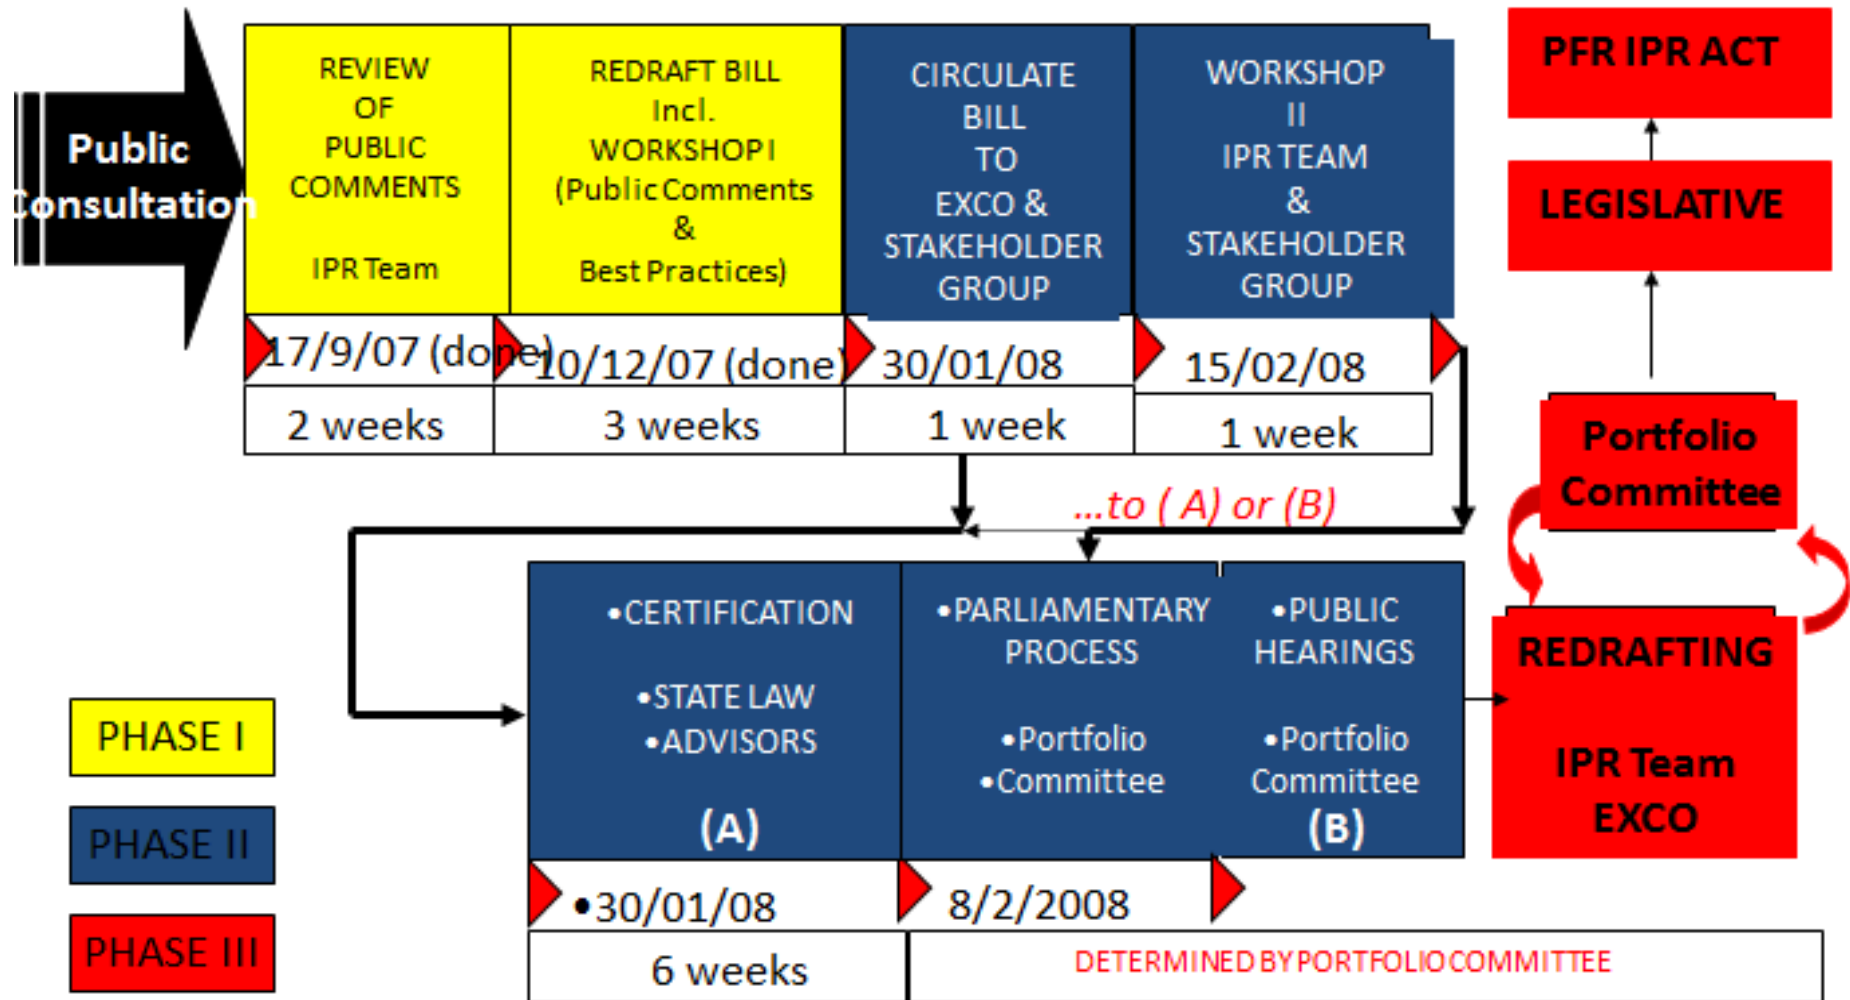 Public
Consultation
REVIEW
OF
PUBLIC
COMMENTS
IPR Team
REDRAFT BILL
Incl.
WORKSHOP I
(Public Comments
&
Best Practices)
CIRCULATE
BILL
TO
EXCO &
STAKEHOLDER
GROUP
WORKSHOP
II
IPR TEAM
&
STAKEHOLDER
GROUP
17/9/07 (done)
10/12/07 (done)
30/01/08
15/02/08
2 weeks
3 weeks
1 week
1 week
PFR IPR ACT
LEGISLATIVE
Portfolio
Committee
...to ( A) or (B)
•CERTIFICATION
•STATE LAW
•ADVISORS
(A)
•PARLIAMENTARY
PROCESS
•Portfolio
•Committee
•PUBLIC
HEARINGS
•Portfolio
Committee
(B)
REDRAFTING
IPR Team
EXCO
•30/01/08
8/2/2008
6 weeks
DETERMINED BY PORTFOLIO COMMITTEE
PHASE I
PHASE II
PHASE III